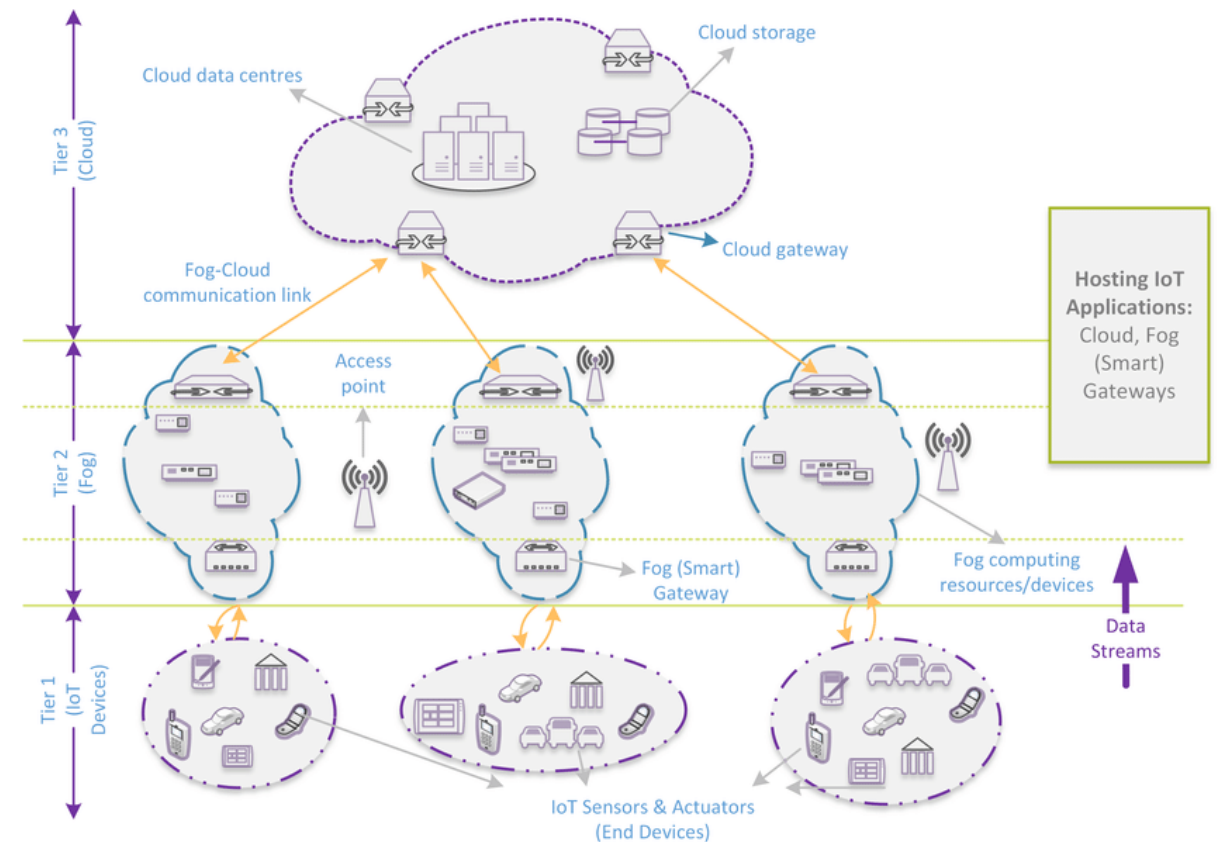 Cloud storage
Cloud data centres
Tier 3
(Cloud)
Cloud gateway
Fog-Cloud
communication link
Hosting IoT
Applications:
Cloud, Fog
(Smart)
Gateways
Access
point
Tier 2
(Fog)
Fog (Smart)
Gateway
Fog computing
resources/devices
Data
Streams
Tier 1
(IoT
Devices)
IoT Sensors & Actuators
(End Devices)